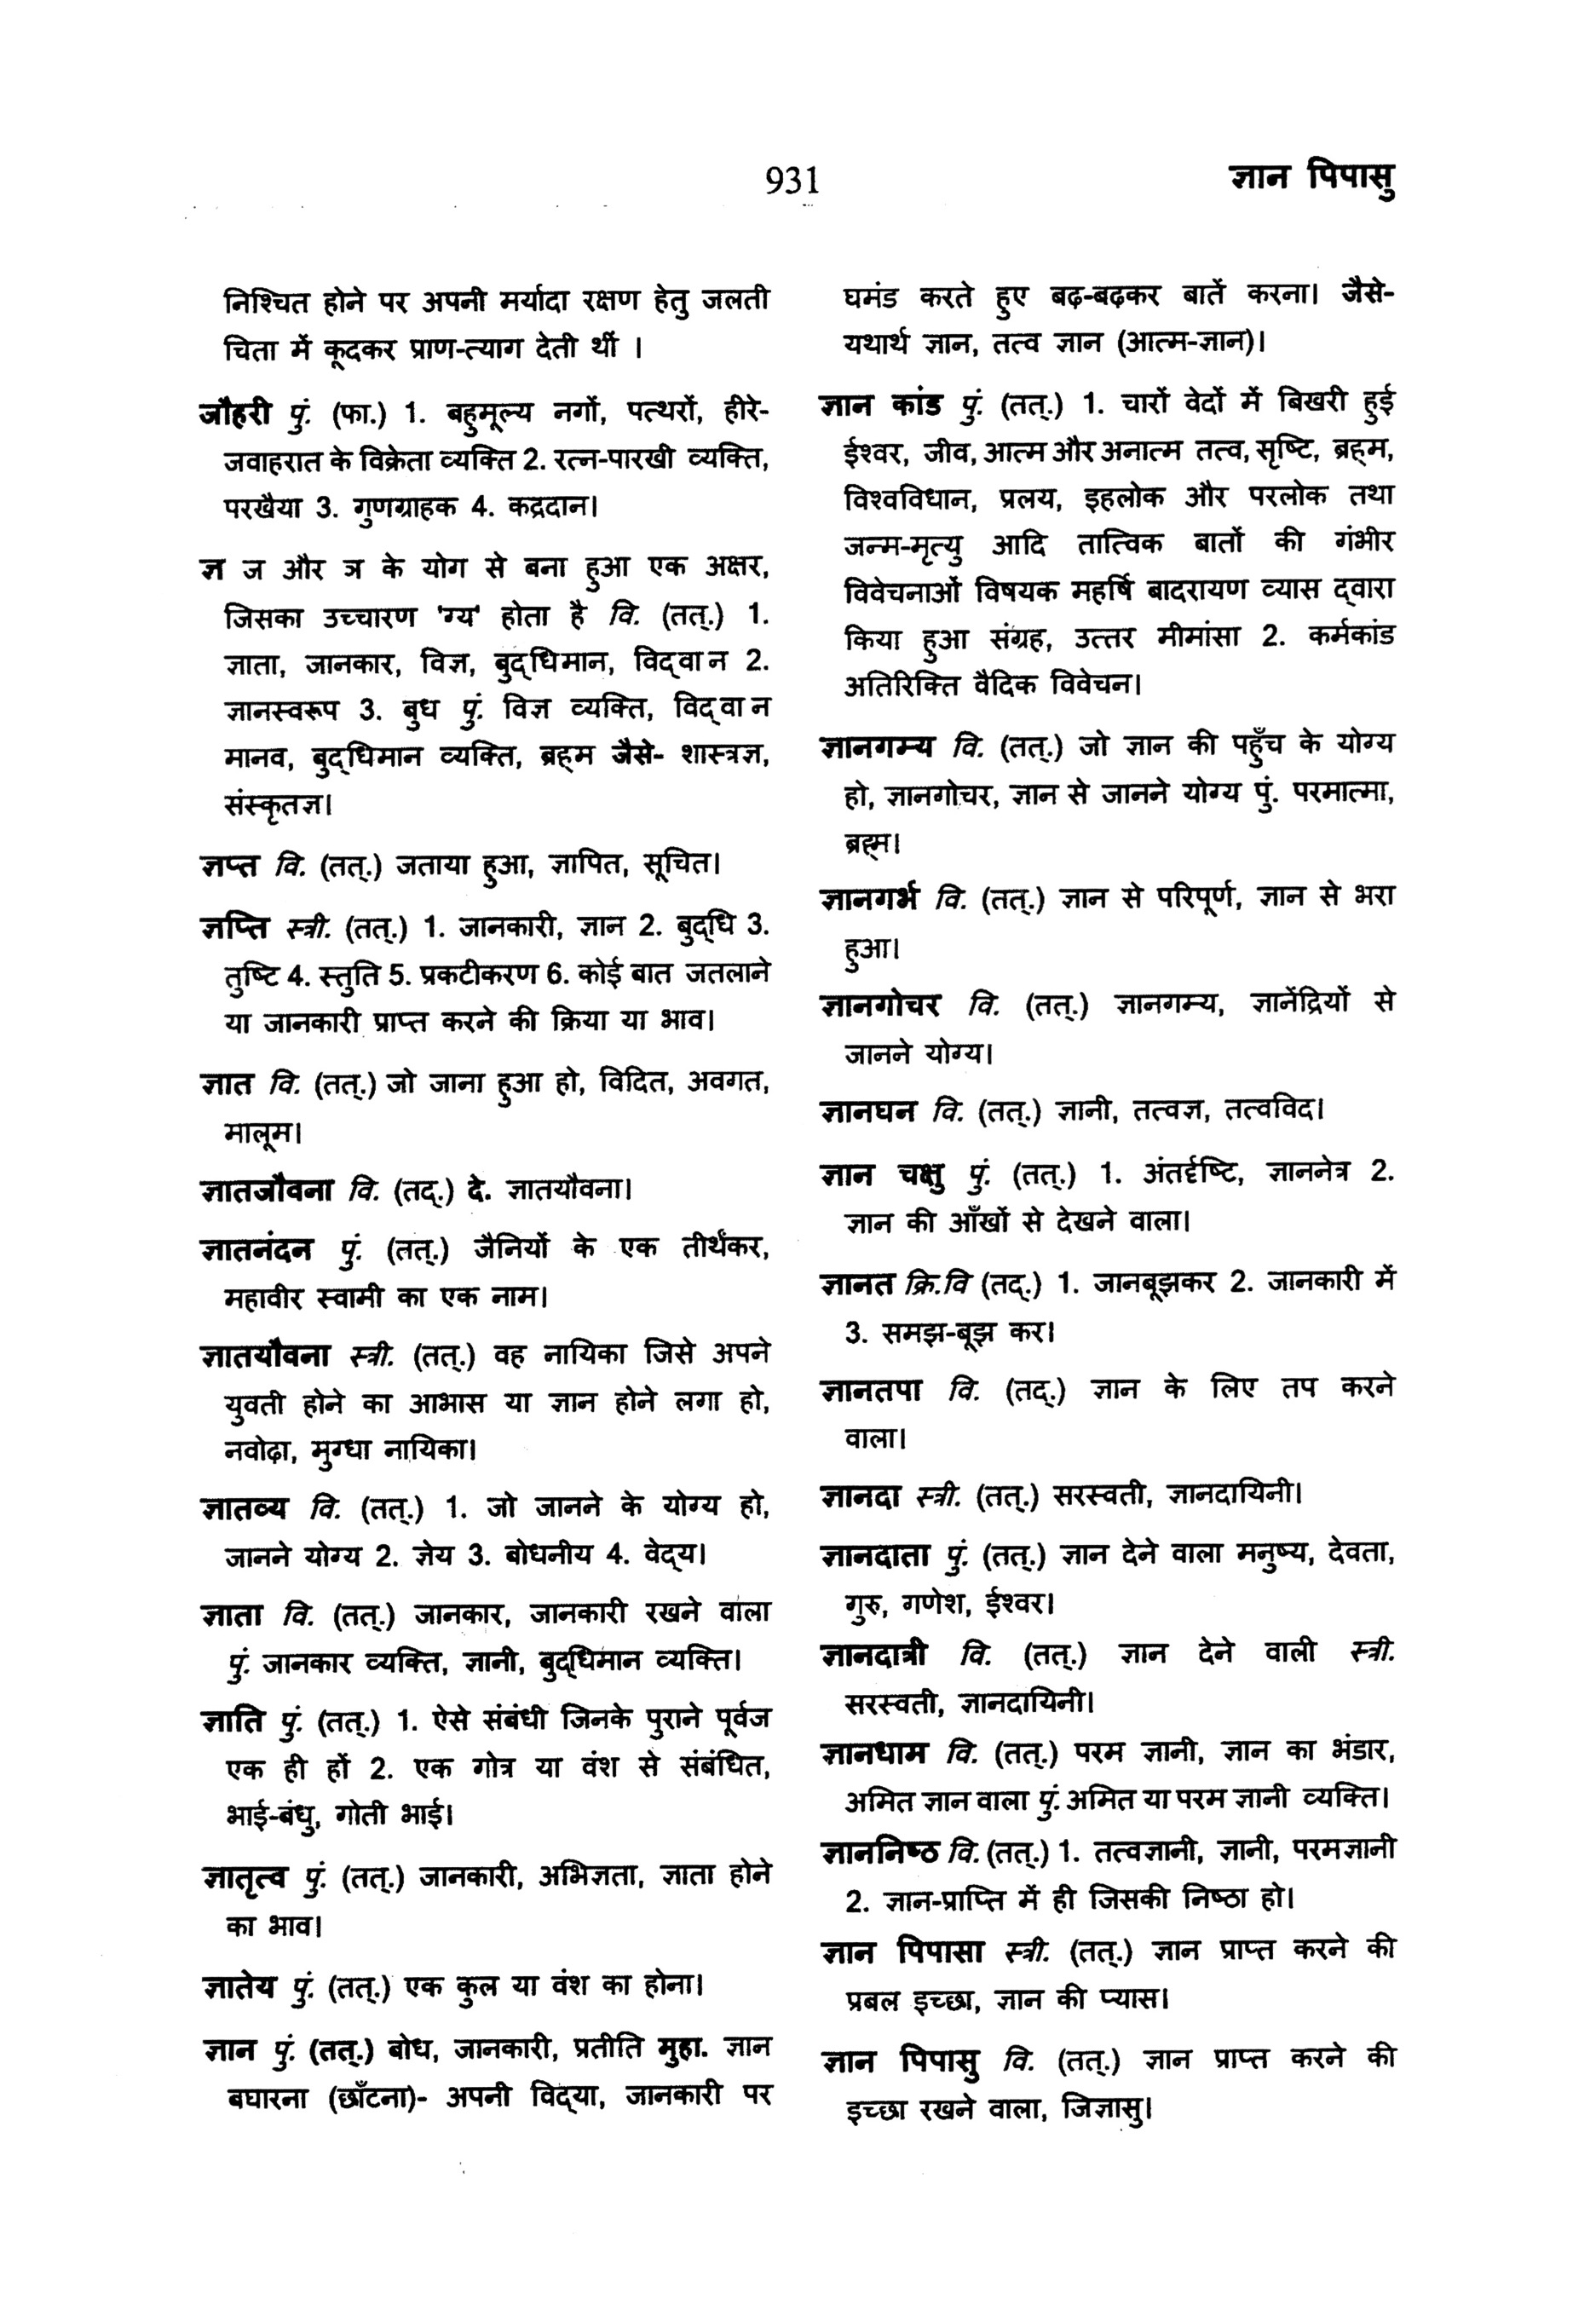 931
ज्ञान पिपासु
निश्चित होने पर अपनी मर्यादा रक्षण हेतु जलती
चिता में कूदकर प्राण-त्याग देती थीं ।
जौहरी पुं. (फा.) 1. बहुमूल्य नगों, पत्थरों, हीरे-
जवाहरात के विक्रेता व्यक्ति 2. रत्न-पारखी व्यक्ति,
परखैया 3. गुणग्राहक 4. कद्रदान।
ज्ञ ज और ञ के योग से बना हुआ एक अक्षर,
जिसका उच्चारण 'ग्य' होता है वि. (तत्.) 1.
ज्ञाता, जानकार, विज्ञ, बुद्धिमान, विद्वान 2.
ज्ञानस्वरूप 3. बुध पुं. विज्ञ व्यक्ति, विद्वान
मानव, बुद्धिमान व्यक्ति, ब्रह्म जैसे- शास्त्रज्ञ,
संस्कृतज्ञ।
ज्ञप्त वि. (तत्.) जताया हुआ, ज्ञापित, सूचित।
ज्ञप्ति स्त्री. (तत्.) 1. जानकारी, ज्ञान 2. बुद्धि 3.
तुष्टि 4. स्तुति 5. प्रकटीकरण 6. कोई बात जतलाने
या जानकारी प्राप्त करने की क्रिया या भाव।
ज्ञात वि. (तत्.) जो जाना हुआ हो, विदित, अवगत,
मालूम।
ज्ञातजौवना वि. (तद्.) दे. ज्ञातयौवना।
ज्ञातनंदन पुं. (तत्.) जैनियों के एक तीर्थंकर,
महावीर स्वामी का एक नाम।
ज्ञातयौवना स्त्री. (तत्.) वह नायिका जिसे अपने
युवती होने का आभास या ज्ञान होने लगा हो,
नवोढ़ा, मुग्धा नायिका।
ज्ञातव्य वि. (तत्.) 1. जो जानने के योग्य हो,
जानने योग्य 2. ज्ञेय 3. बोधनीय 4. वेद्य।
ज्ञाता वि. (तत्.) जानकार, जानकारी रखने वाला
पुं. जानकार व्यक्ति, ज्ञानी, बुद्धिमान व्यक्ति।
ज्ञाति पुं. (तत्.) 1. ऐसे संबंधी जिनके पुराने पूर्वज
एक ही हों 2. एक गोत्र या वंश से संबंधित,
भाई-बंधु, गोती भाई।
ज्ञातृत्व पुं. (तत्.) जानकारी, अभिज्ञता, ज्ञाता होने
का भाव।
ज्ञातेय पुं. (तत्.) एक कुल या वंश का होना।
ज्ञान पुं. (तत्.) बोध, जानकारी, प्रतीति मुहा. ज्ञान
बघारना (छाँटना)- अपनी विद्या, जानकारी पर
घमंड करते हुए बढ़-बढ़कर बातें करना। जैसे-
यथार्थ ज्ञान, तत्व ज्ञान (आत्म-ज्ञान)।
ज्ञान कांड पुं. (तत्.) 1. चारों वेदों में बिखरी हुई
ईश्वर, जीव, आत्म और अनात्म तत्व, सृष्टि, ब्रह्म,
विश्वविधान, प्रलय, इहलोक और परलोक तथा
जन्म-मृत्यु आदि तात्विक बातों की गंभीर
विवेचनाओं विषयक महर्षि बादरायण व्यास द्वारा
किया हुआ संग्रह, उत्तर मीमांसा 2. कर्मकांड
अतिरिक्ति वैदिक विवेचन।
ज्ञानगम्य वि. (तत्.) जो ज्ञान की पहुँच के योग्य
हो, ज्ञानगोचर, ज्ञान से जानने योग्य पुं. परमात्मा,
ब्रह्म।
ज्ञानगर्भ वि. (तत्.) ज्ञान से परिपूर्ण, ज्ञान से भरा
हुआ।
ज्ञानगोचर वि. (तत्.) ज्ञानगम्य, ज्ञानेंद्रियों से
जानने योग्य।
ज्ञानघन वि. (तत्.) ज्ञानी, तत्वज्ञ, तत्वविद।
ज्ञान चक्षु पुं. (तत्.) 1. अंतर्दृष्टि, ज्ञाननेत्र 2.
ज्ञान की आँखों से देखने वाला।
ज्ञानत क्रि.वि (तद्.) 1. जानबूझकर 2. जानकारी में
3. समझ-बूझ कर।
ज्ञानतपा वि. (तद्.) ज्ञान के लिए तप करने
वाला।
ज्ञानदा स्त्री. (तत्.) सरस्वती, ज्ञानदायिनी।
ज्ञानदाता पुं. (तत्.) ज्ञान देने वाला मनुष्य, देवता,
गुरु, गणेश, ईश्वर।
ज्ञानदात्री वि. (तत्.) ज्ञान देने वाली स्त्री.
सरस्वती, ज्ञानदायिनी।
ज्ञानधाम वि. (तत्.) परम ज्ञानी, ज्ञान का भंडार,
अमित ज्ञान वाला पुं. अमित या परम ज्ञानी व्यक्ति।
ज्ञाननिष्ठ वि. (तत्.) 1. तत्वज्ञानी, ज्ञानी, परमज्ञानी
2. ज्ञान-प्राप्ति में ही जिसकी निष्ठा हो।
ज्ञान पिपासा स्त्री. (तत्.) ज्ञान प्राप्त करने की
प्रबल इच्छा, ज्ञान की प्यास।
ज्ञान पिपासु वि. (तत्.) ज्ञान प्राप्त करने की
इच्छा रखने वाला, जिज्ञासु।